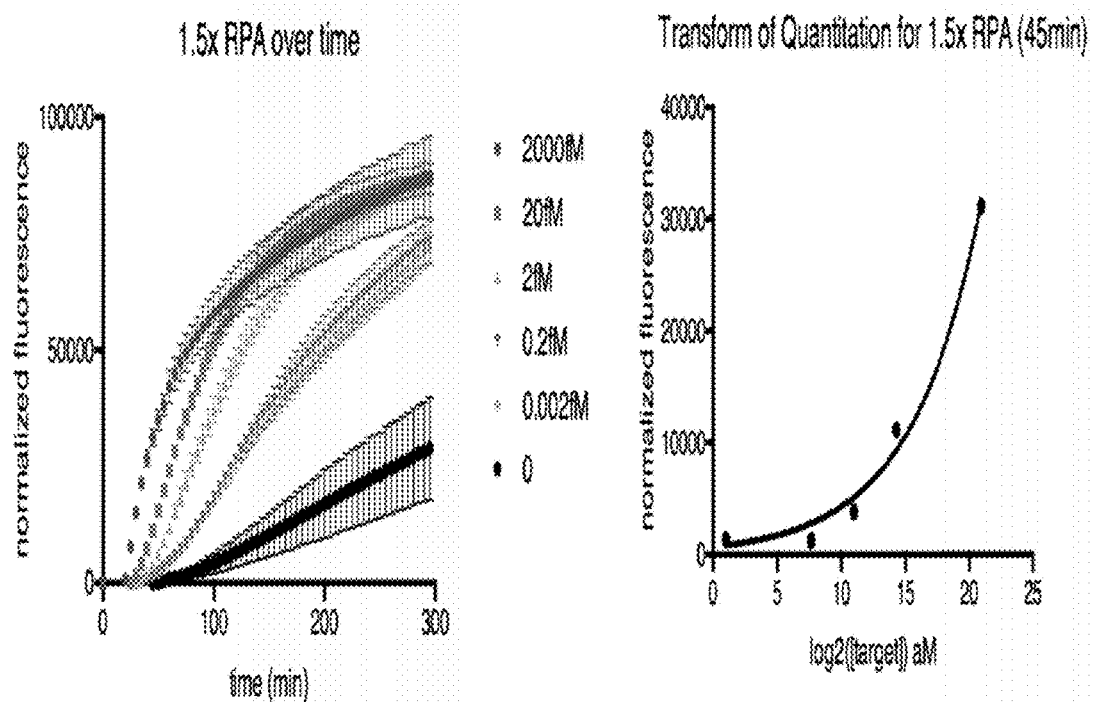 1.5x RPA over time
normalized fluorescence
100000
50000
0
0
100
200
300
time (min)
2000fM
20fM
2fM
0.2fM
0.002fM
0
Transform of Quantitation for 1.5x RPA (45min)
normalized fluorescence
40000
30000
20000
10000
0
0
5
10
15
20
25
log2([target]) aM